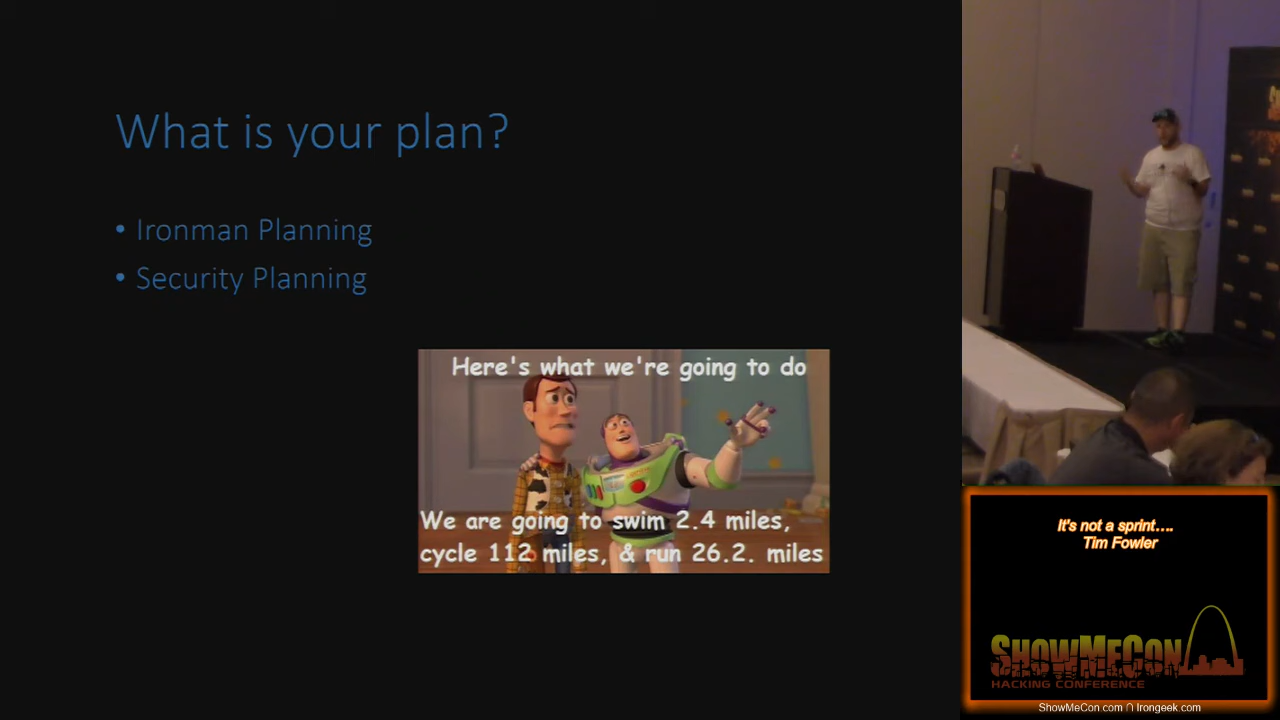 What is your plan?
• Ironman Planning
• Security Planning
Here's what we're going to do
We are going to swim 2.4 miles,
cycle 112 miles, & run 26.2. miles
It's not a sprint....
Tim Fowler
SHOWMECON
HACKING CONFERENCE
ShowMeCon.com ∩ Irongeek.com